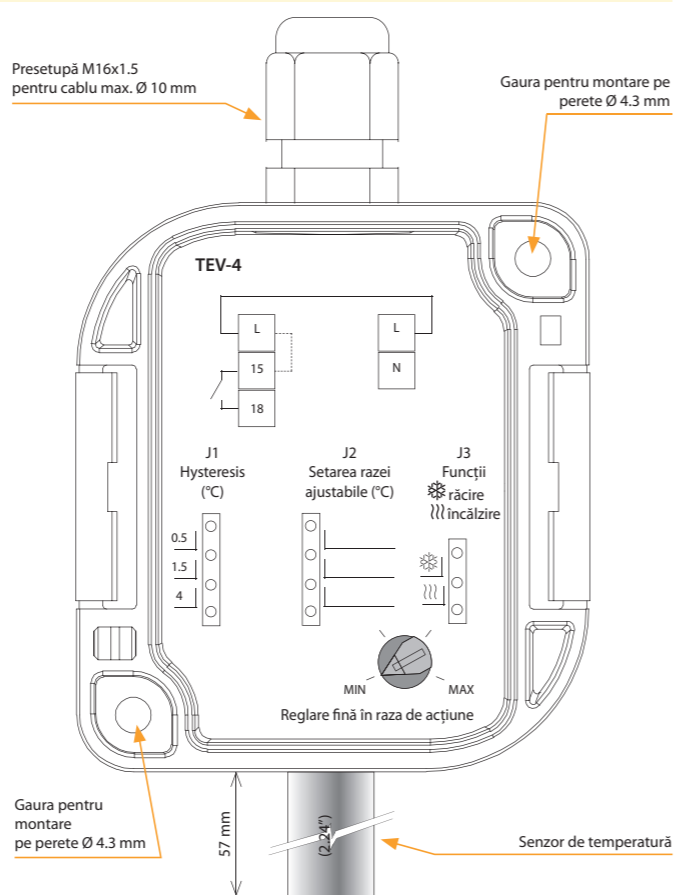 Presetupă M16x1.5
pentru cablu max. Ø 10 mm
Gaura pentru montare pe
perete Ø 4.3 mm
TEV-4
L
L
15
N
18
J1
Hysteresis
(°C)
J2
Setarea razei
ajustabile (°C)
J3
Funcții
răcire
încălzire
0.5
1.5
4
MIN
MAX
Reglare fină în raza de acțiune
Gaura pentru
montare
pe perete Ø 4.3 mm
57 mm
(2.24")
Senzor de temperatură